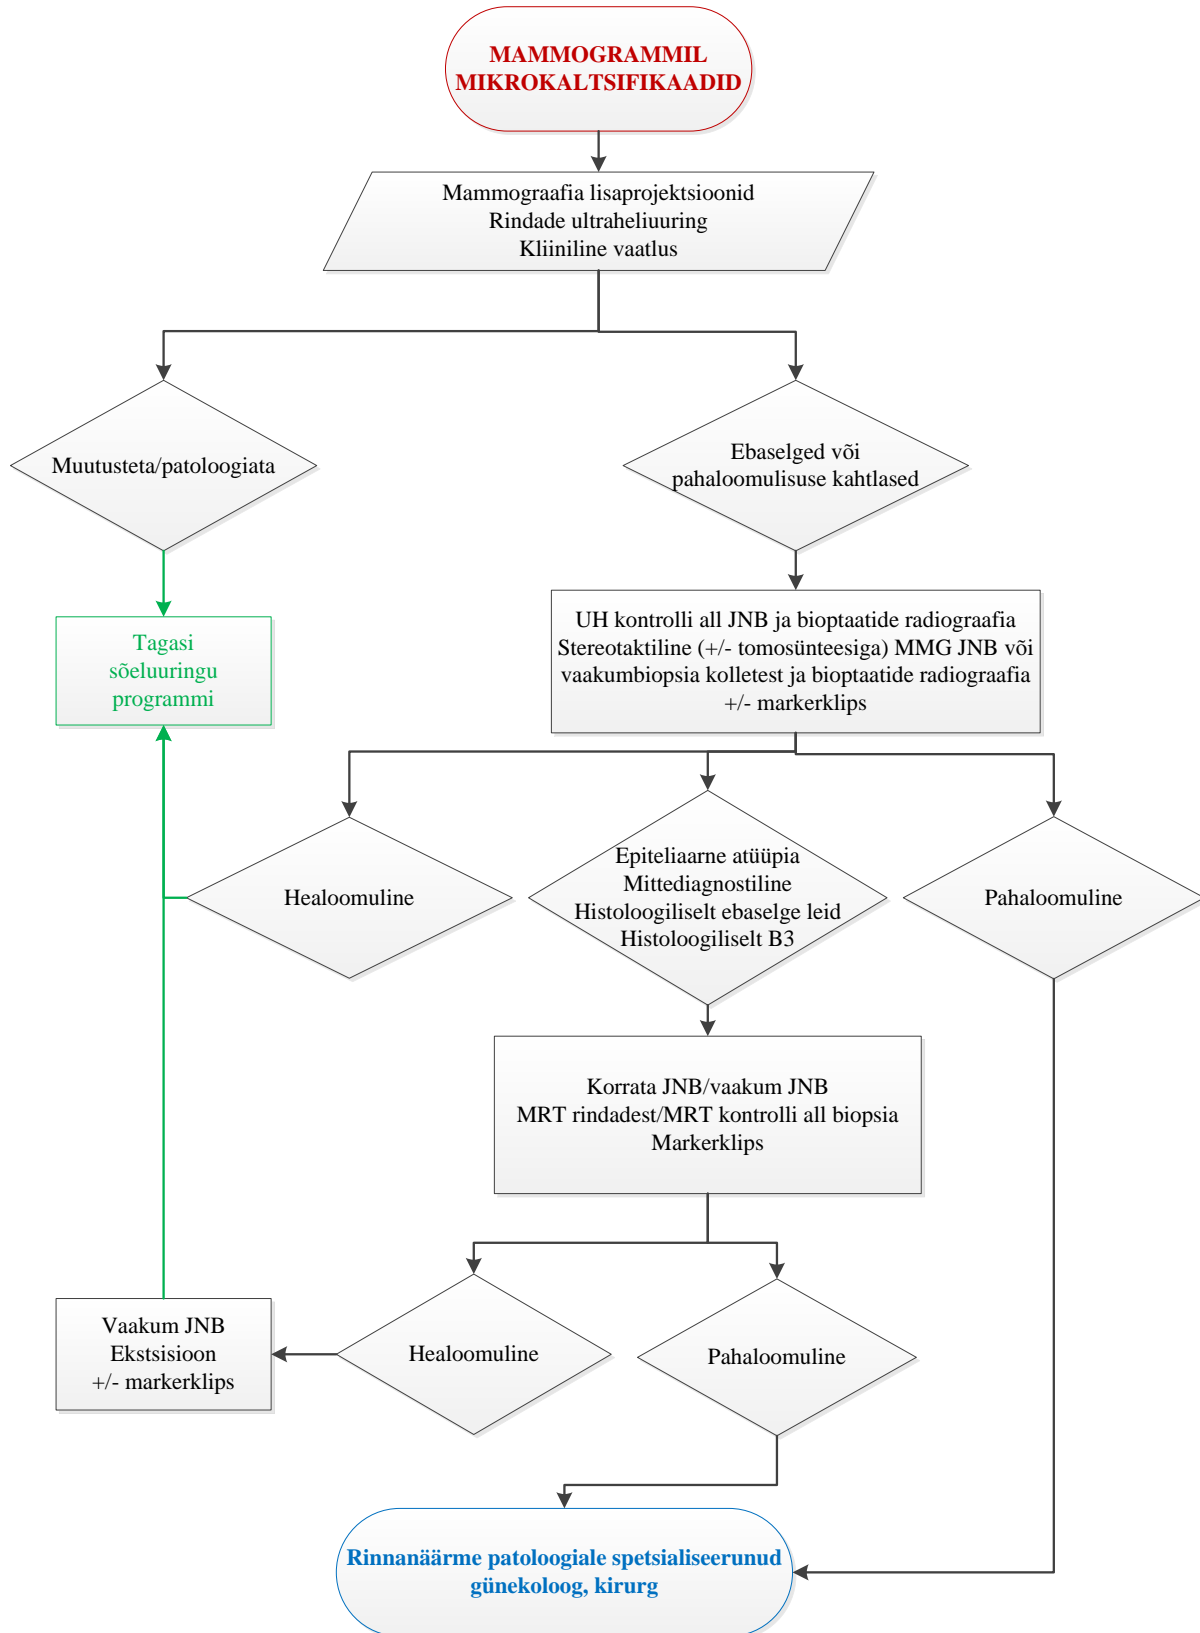 MAMMOGRAMMIL
MIKROKALTSIFIKAADID
Mammograafia lisaprojektsioonid
Rindade ultraheliuuring
Kliiniline vaatlus
Muutusteta/patoloogiata
Ebaselged või
pahaloomulisuse kahtlased
Tagasi
sõeluuringu
programmi
UH kontrolli all JNB ja bioptaatide radiograafia
Stereotaktiline (+/- tomosünteesiga) MMG JNB või
vaakumbiopsia kolletest ja bioptaatide radiograafia
+/- markerklips
Healoomuline
Epiteliaarne atüüpia
Mittediagnostiline
Histoloogiliselt ebaselge leid
Histoloogiliselt B3
Pahaloomuline
Korrata JNB/vaakum JNB
MRT rindadest/MRT kontrolli all biopsia
Markerklips
Vaakum JNB
Ekstsisioon
+/- markerklips
Healoomuline
Pahaloomuline
Rinnanäärme patoloogiale spetsialiseerunud
günekoloog, kirurg